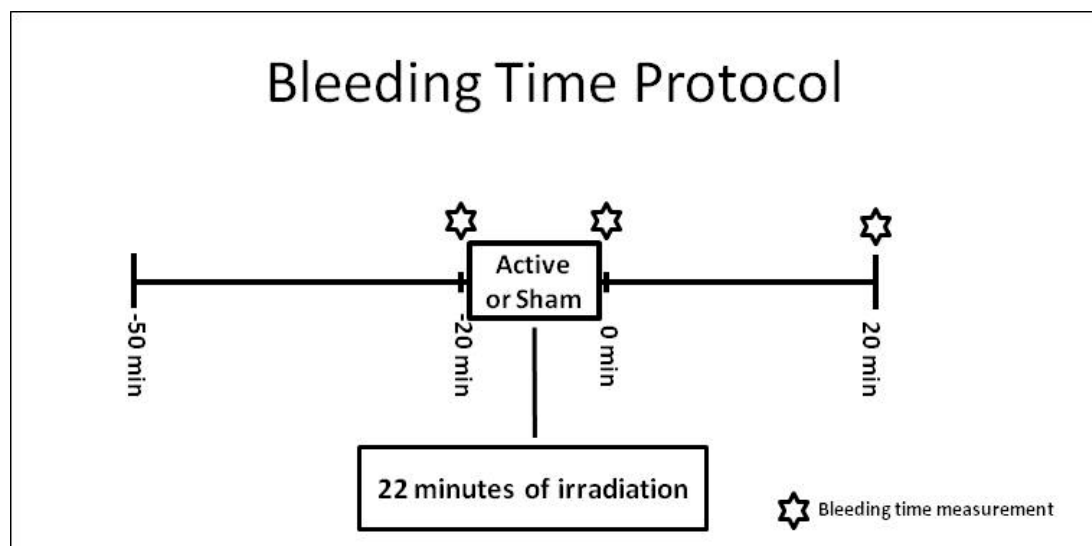 Bleeding Time Protocol
Active
or Sham
-50 min
-20 min
0 min
20 min
22 minutes of irradiation
Bleeding time measurement